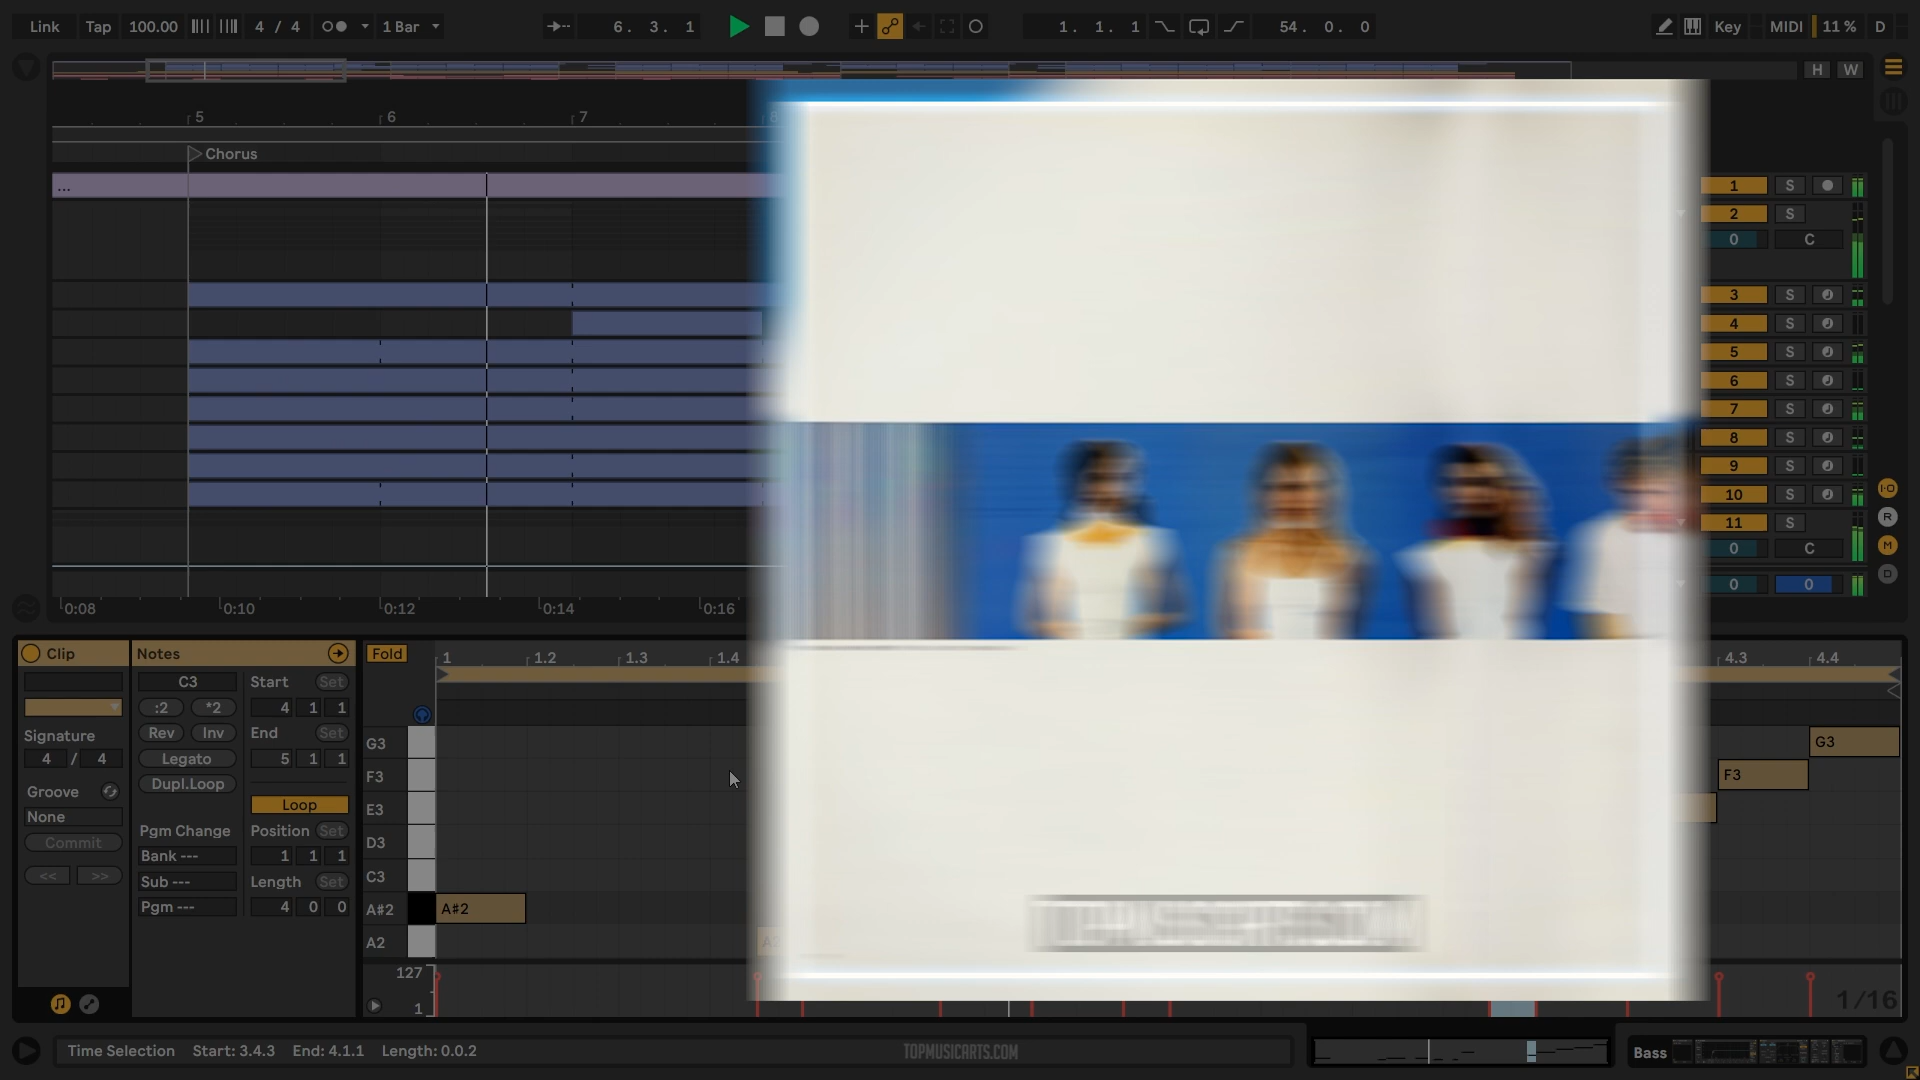 Link Tap 100.00 4 / 4 1 Bar 6. 3. 1 1. 1. 1 54. 0. 0 Key MIDI 11 % D
H W
5 6 7 8
Chorus
...
1 S
2 S
0 C
3 S
4 S
5 S
6 S
7 S
8 S
9 S
10 S
11 S
0 C
0 0
I·O
R
M
D
0:08 0:10 0:12 0:14 0:16
Clip Notes Fold 1 1.2 1.3 1.4 4.3 4.4
C3 Start Set
:2 *2 4 1 1
Signature Rev Inv End Set
4 / 4 Legato 5 1 1
Groove Dupl.Loop
None Loop
Commit Pgm Change Position Set
Bank --- 1 1 1
<< >> Sub --- Length Set
Pgm --- 4 0 0
G3 G3
F3 F3
E3
D3
C3
A#2 A#2
A2 A2
127
1 1/16
Time Selection Start: 3.4.3 End: 4.1.1 Length: 0.0.2 TOPMUSICARTS.COM Bass